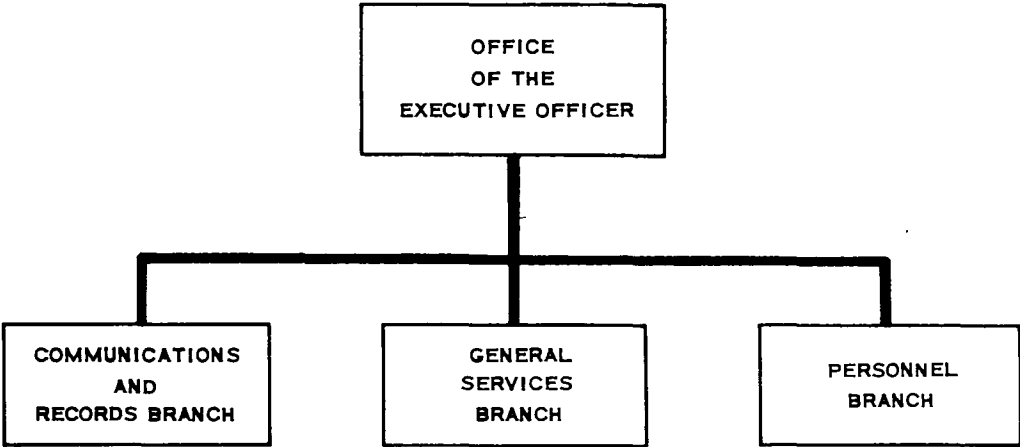 OFFICE
OF THE
EXECUTIVE OFFICER
COMMUNICATIONS
AND
RECORDS BRANCH
GENERAL
SERVICES
BRANCH
PERSONNEL
BRANCH